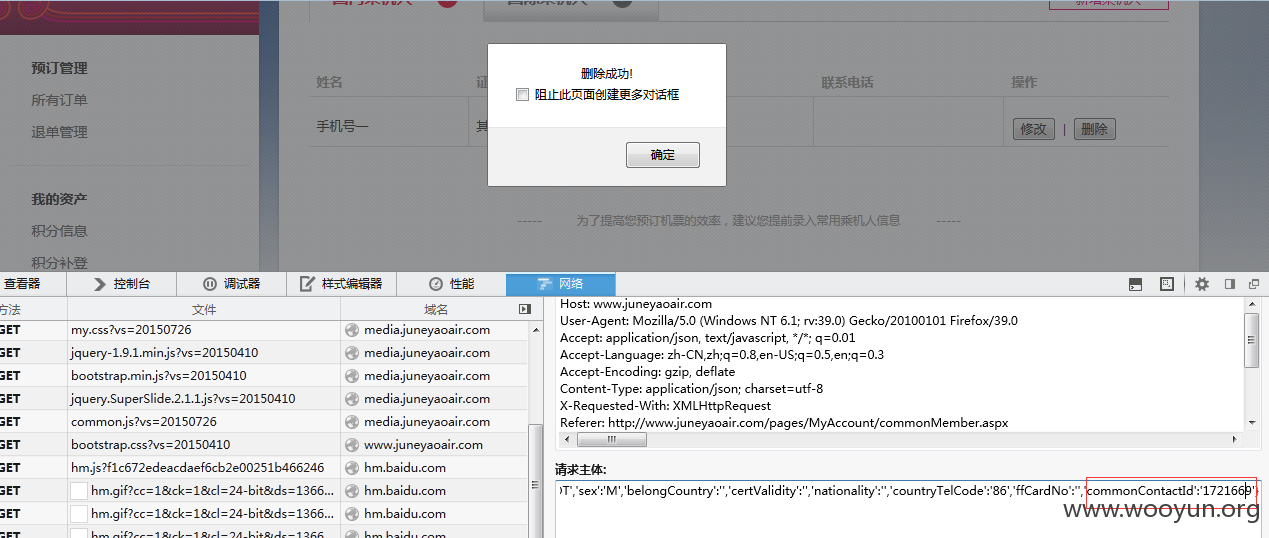 预订管理
所有订单
退单管理
我的资产
积分信息
积分补登
姓名
联系电话
操作
手机号一
修改 | 删除
删除成功!
阻止此页面创建更多对话框
确定
----- 为了提高您预订机票的效率，建议您提前录入常用乘机人信息 -----
查看器
控制台
调试器
样式编辑器
性能
网络
方法 文件 域名
GET my.css?vs=20150726 media.juneyaoair.com
GET jquery-1.9.1.min.js?vs=20150410 media.juneyaoair.com
GET bootstrap.min.js?vs=20150410 media.juneyaoair.com
GET jquery.SuperSlide.2.1.1.js?vs=20150410 media.juneyaoair.com
GET common.js?vs=20150726 media.juneyaoair.com
GET bootstrap.css?vs=20150410 www.juneyaoair.com
GET hm.js?f1c672edeacdaef6cb2e00251b466246 hm.baidu.com
GET hm.gif?cc=1&ck=1&cl=24-bit&ds=1366... hm.baidu.com
GET hm.gif?cc=1&ck=1&cl=24-bit&ds=1366... hm.baidu.com
GET hm.gif?cc=1&ck=1&cl=24-bit&ds=1366... hm.baidu.com
Host: www.juneyaoair.com
User-Agent: Mozilla/5.0 (Windows NT 6.1; rv:39.0) Gecko/20100101 Firefox/39.0
Accept: application/json, text/javascript, */*; q=0.01
Accept-Language: zh-CN,zh;q=0.8,en-US;q=0.5,en;q=0.3
Accept-Encoding: gzip, deflate
Content-Type: application/json; charset=utf-8
X-Requested-With: XMLHttpRequest
Referer: http://www.juneyaoair.com/pages/MyAccount/commonMember.aspx
请求主体:
T','sex':'M','belongCountry':'','certValidity':'','nationality':'','countryTelCode':'86','ffCardNo':'','commonContactId':'1721669'}
www.wooyun.org